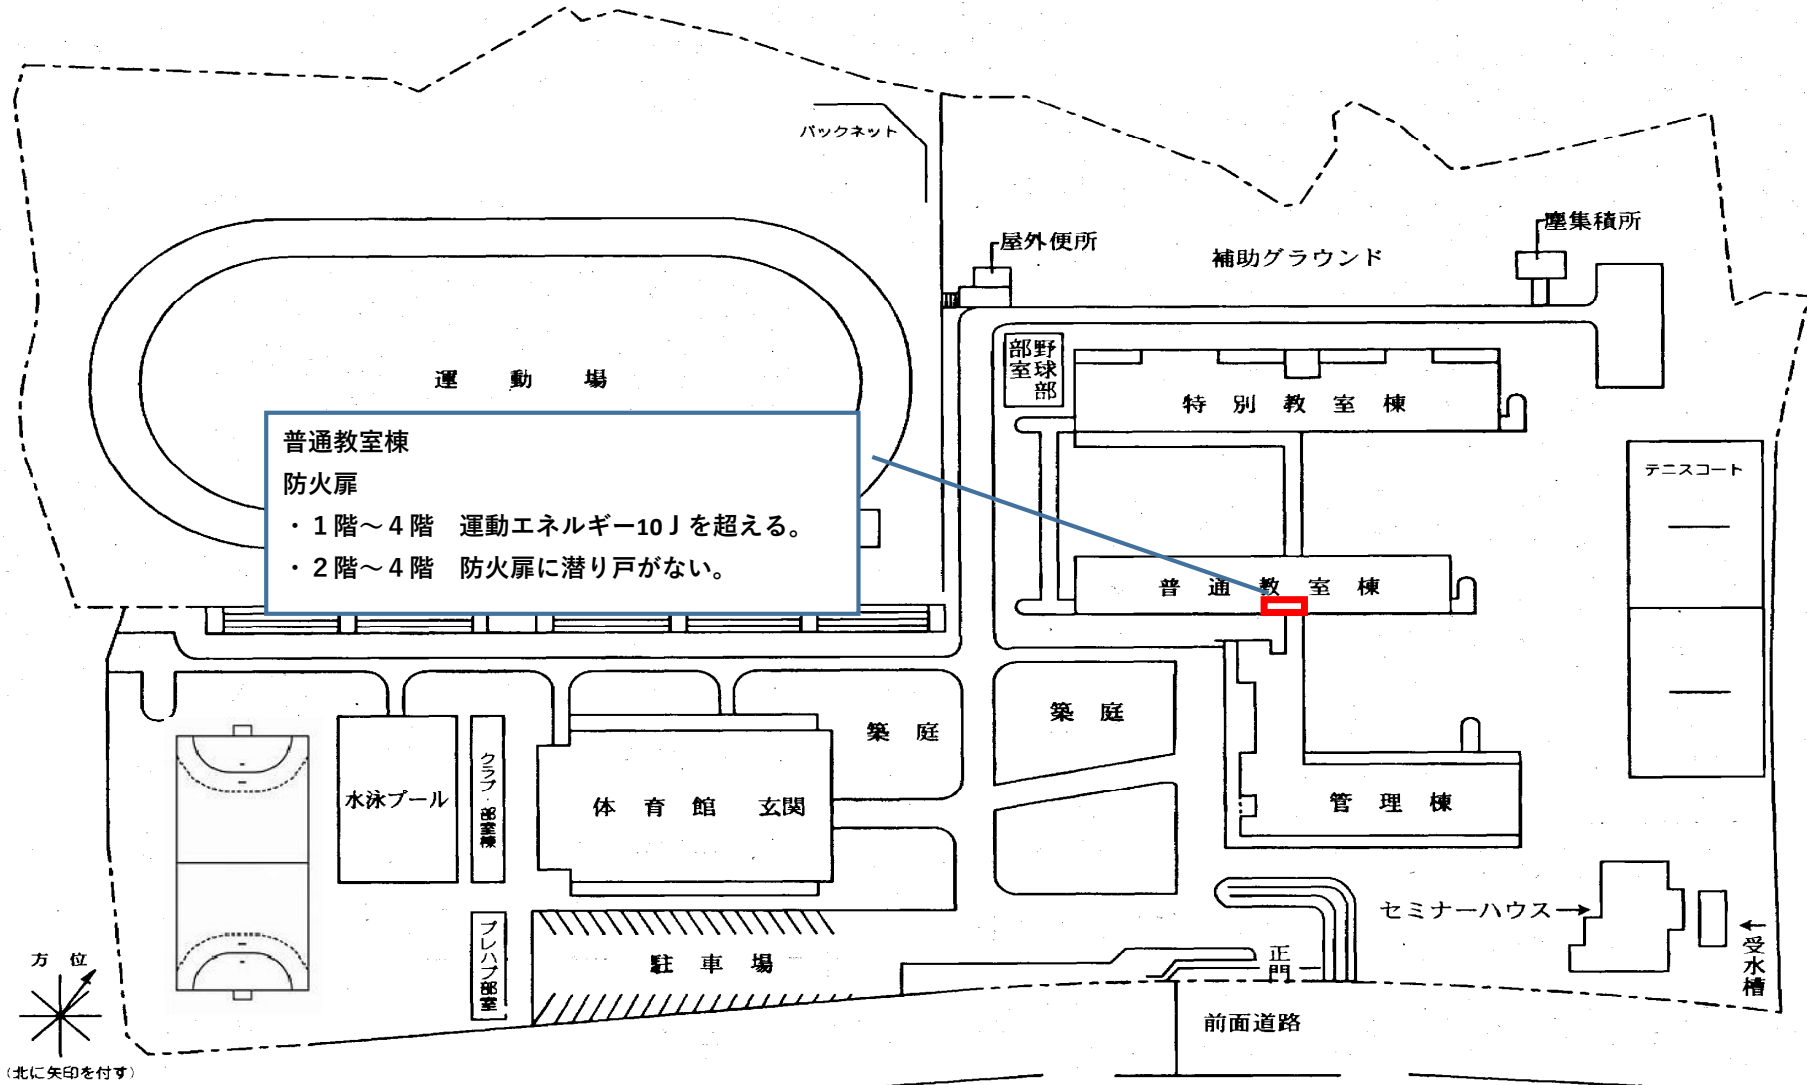 バックネット
屋外便所
補助グラウンド
塵集積所
運動場
野球部
部室
特別教室棟
テニスコート
普通教室棟
防火扉
・１階～４階　運動エネルギー10Ｊを超える。
・２階～４階　防火扉に潜り戸がない。
普通教室棟
築庭
築庭
水泳プール
クラブ・部室棟
体育館　玄関
管理棟
セミナーハウス
受水槽
プレハブ部室
駐車場
正門
前面道路
方位
(北に矢印を付す)